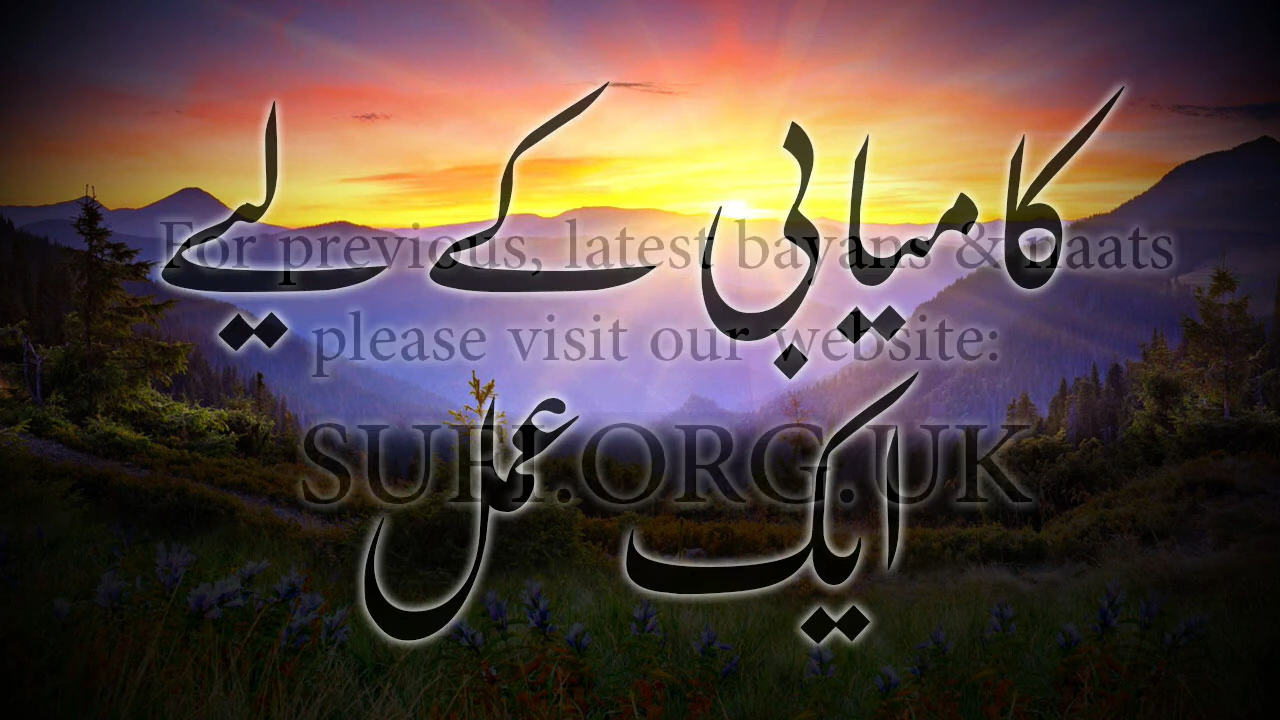 کامیابی کے لیے
For previous, latest bayans & naats
please visit our website:
ایک عمل
SUFI.ORG.UK